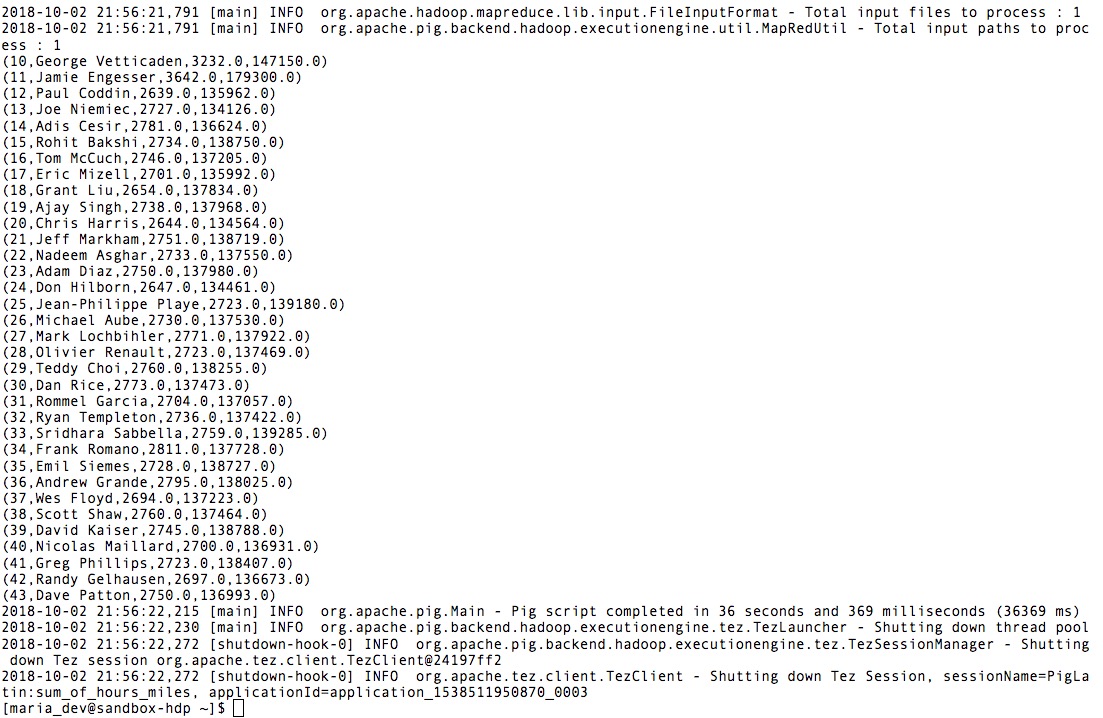 2018-10-02 21:56:21,791 [main] INFO  org.apache.hadoop.mapreduce.lib.input.FileInputFormat - Total input files to process : 1
2018-10-02 21:56:21,791 [main] INFO  org.apache.pig.backend.hadoop.executionengine.util.MapRedUtil - Total input paths to proc
ess : 1
(10,George Vetticaden,3232.0,147150.0)
(11,Jamie Engesser,3642.0,179300.0)
(12,Paul Coddin,2639.0,135962.0)
(13,Joe Niemiec,2727.0,134126.0)
(14,Adis Cesir,2781.0,136624.0)
(15,Rohit Bakshi,2734.0,138750.0)
(16,Tom McCuch,2746.0,137205.0)
(17,Eric Mizell,2701.0,135992.0)
(18,Grant Liu,2654.0,137834.0)
(19,Ajay Singh,2738.0,137968.0)
(20,Chris Harris,2644.0,134564.0)
(21,Jeff Markham,2751.0,138719.0)
(22,Nadeem Asghar,2733.0,137550.0)
(23,Adam Diaz,2750.0,137980.0)
(24,Don Hilborn,2647.0,134461.0)
(25,Jean-Philippe Playe,2723.0,139180.0)
(26,Michael Aube,2730.0,137530.0)
(27,Mark Lochbihler,2771.0,137922.0)
(28,Olivier Renault,2723.0,137469.0)
(29,Teddy Choi,2760.0,138255.0)
(30,Dan Rice,2773.0,137473.0)
(31,Rommel Garcia,2704.0,137057.0)
(32,Ryan Templeton,2736.0,137422.0)
(33,Sridhara Sabbella,2759.0,139285.0)
(34,Frank Romano,2811.0,137728.0)
(35,Emil Siemes,2728.0,138727.0)
(36,Andrew Grande,2795.0,138025.0)
(37,Wes Floyd,2694.0,137223.0)
(38,Scott Shaw,2760.0,137464.0)
(39,David Kaiser,2745.0,138788.0)
(40,Nicolas Maillard,2700.0,136931.0)
(41,Greg Phillips,2723.0,138407.0)
(42,Randy Gelhausen,2697.0,136673.0)
(43,Dave Patton,2750.0,136993.0)
2018-10-02 21:56:22,215 [main] INFO  org.apache.pig.Main - Pig script completed in 36 seconds and 369 milliseconds (36369 ms)
2018-10-02 21:56:22,230 [main] INFO  org.apache.pig.backend.hadoop.executionengine.tez.TezLauncher - Shutting down thread pool
2018-10-02 21:56:22,272 [shutdown-hook-0] INFO  org.apache.pig.backend.hadoop.executionengine.tez.TezSessionManager - Shutting
 down Tez session org.apache.tez.client.TezClient@24197ff2
2018-10-02 21:56:22,272 [shutdown-hook-0] INFO  org.apache.tez.client.TezClient - Shutting down Tez Session, sessionName=PigLa
tin:sum_of_hours_miles, applicationId=application_1538511950870_0003
[maria_dev@sandbox-hdp ~]$